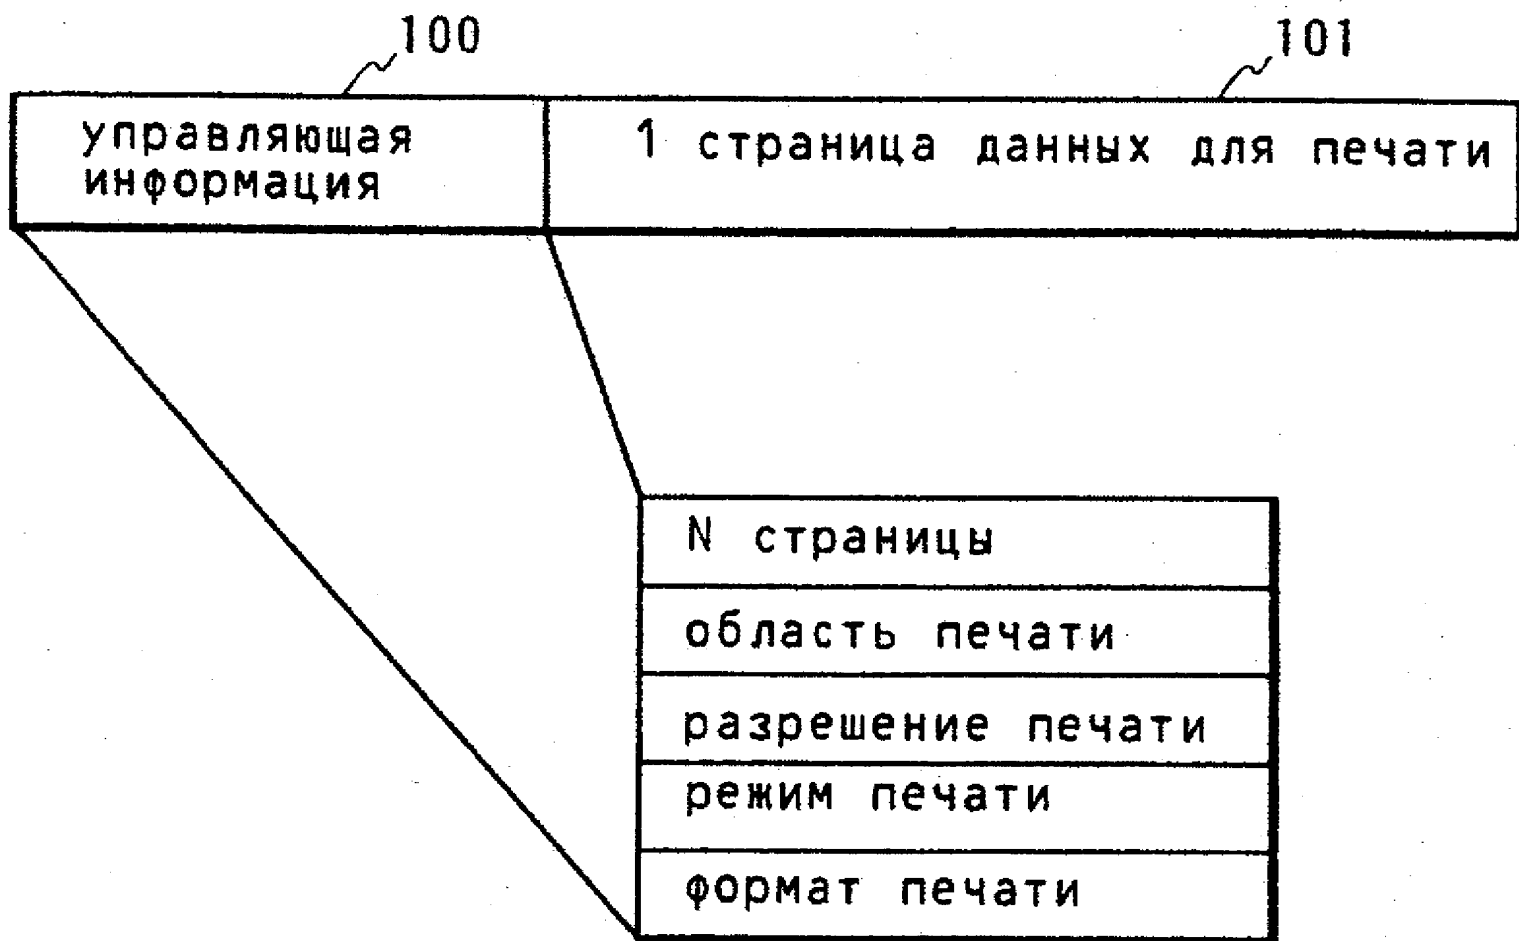 100
101
управляющая
информация
1 страница данных для печати
N страницы
область печати
разрешение печати
режим печати
формат печати